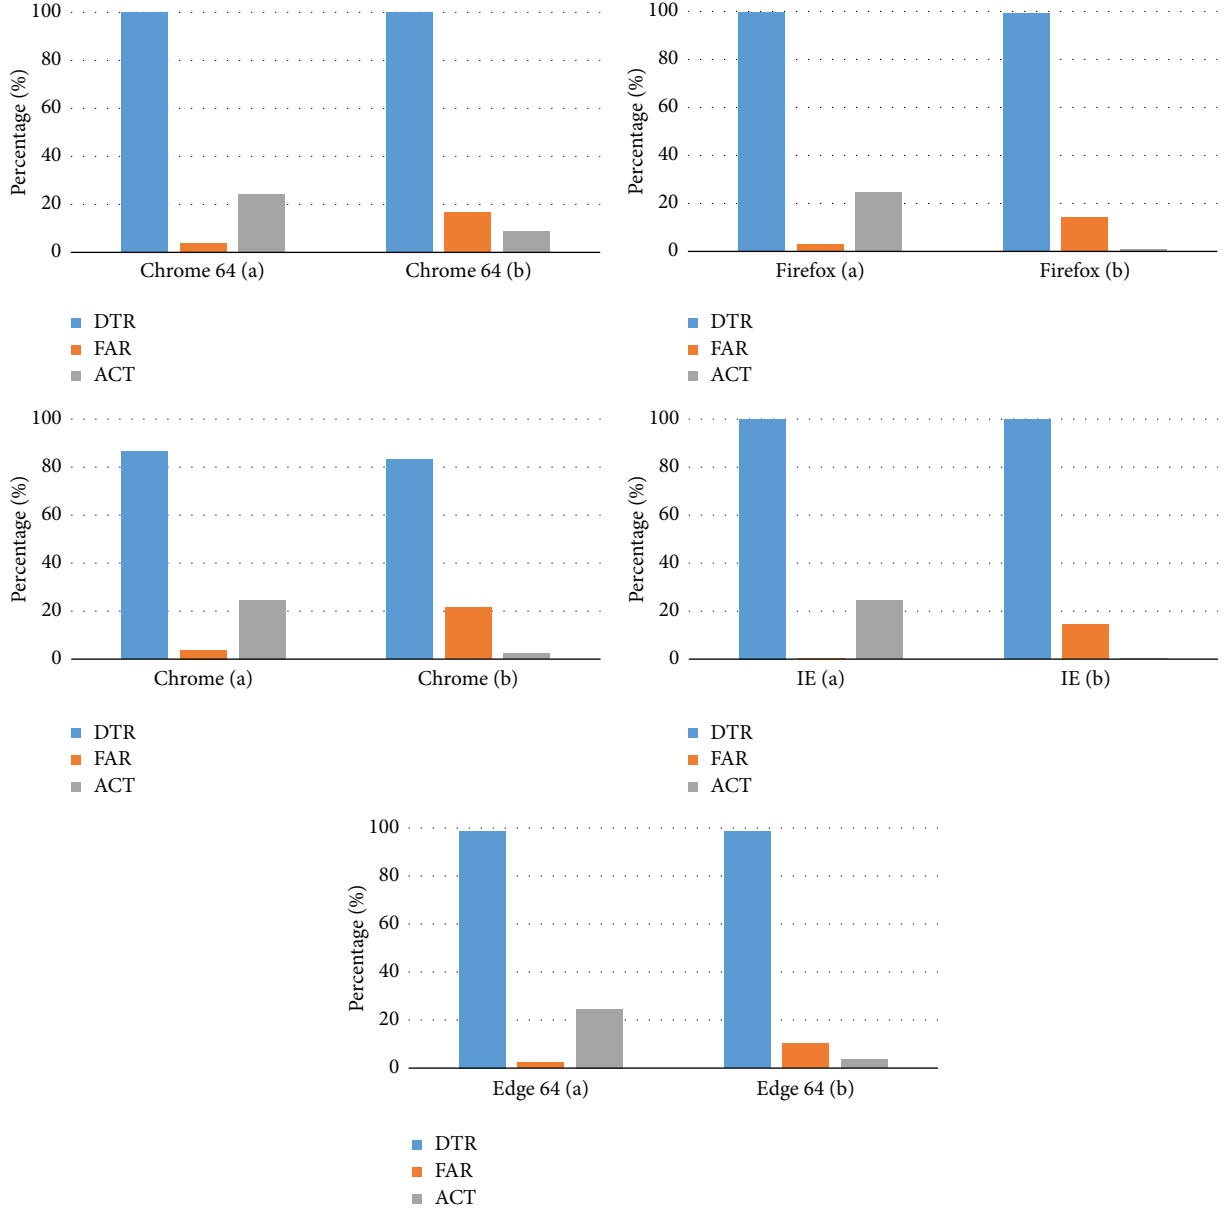 Percentage (%)
100
80
60
40
20
0
Chrome 64 (a)
Chrome 64 (b)
DTR
FAR
ACT
Percentage (%)
100
80
60
40
20
0
Firefox (a)
Firefox (b)
DTR
FAR
ACT
Percentage (%)
100
80
60
40
20
0
Chrome (a)
Chrome (b)
DTR
FAR
ACT
Percentage (%)
100
80
60
40
20
0
IE (a)
IE (b)
DTR
FAR
ACT
Percentage (%)
100
80
60
40
20
0
Edge 64 (a)
Edge 64 (b)
DTR
FAR
ACT